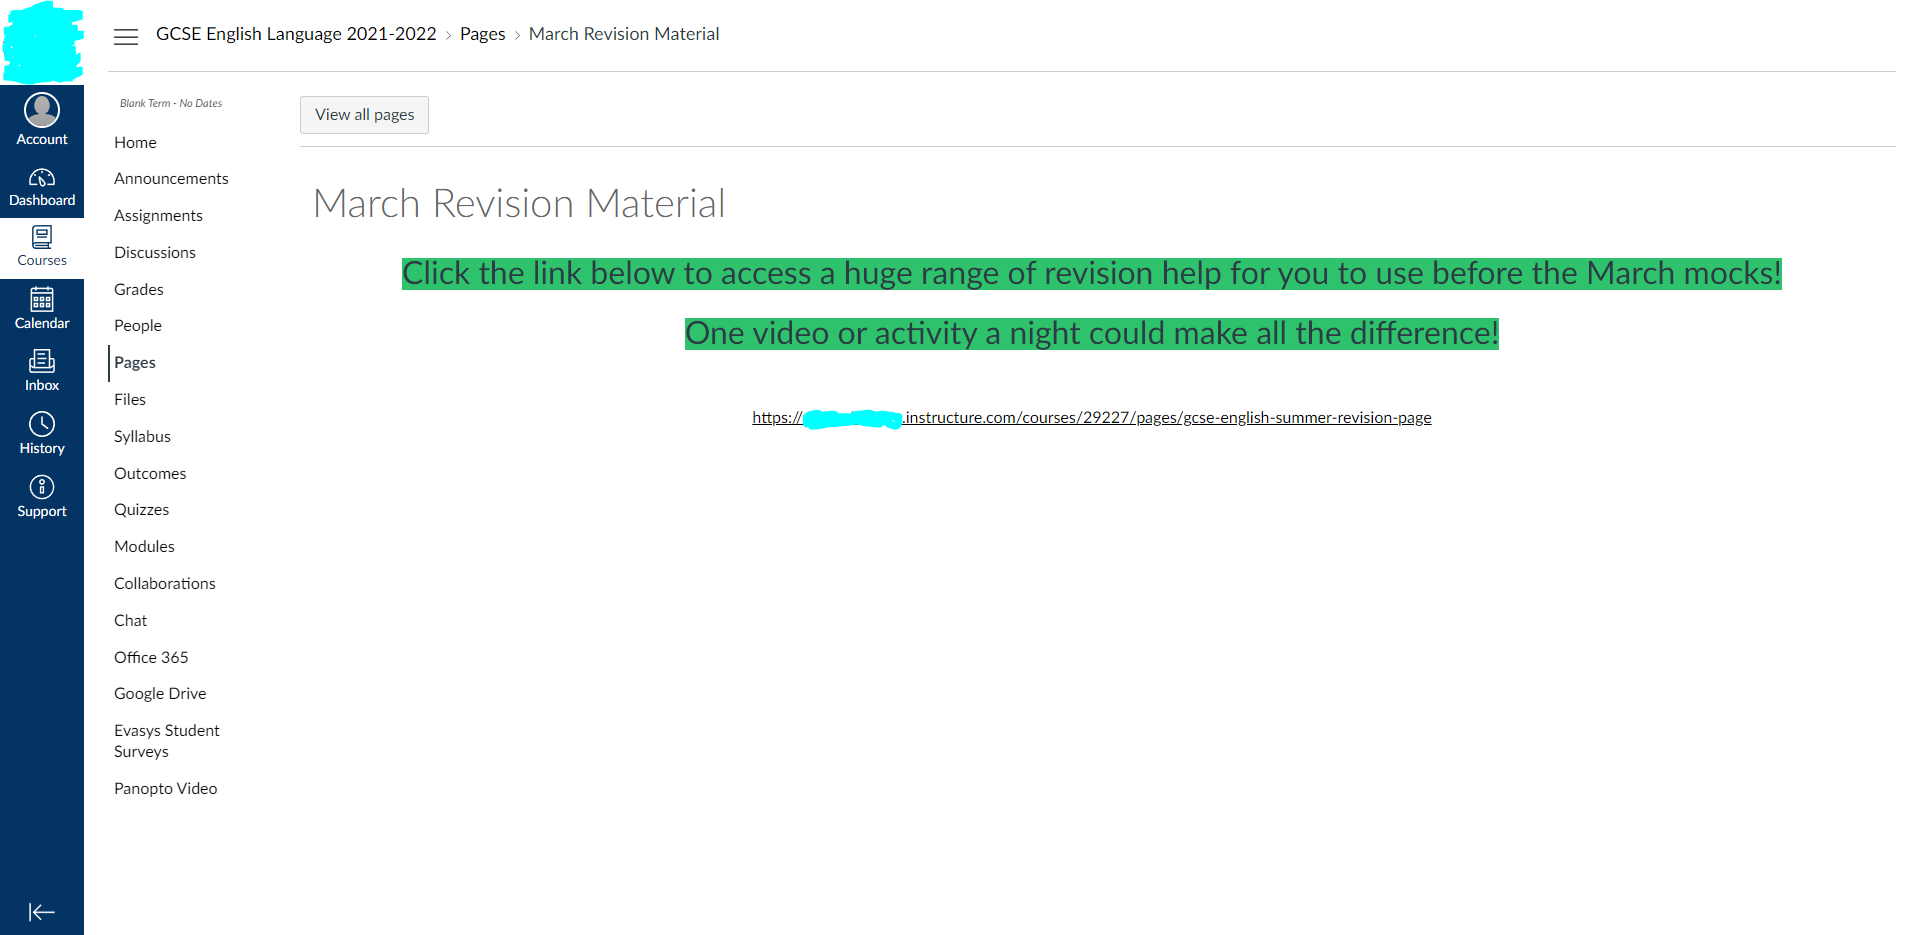 GCSE English Language 2021-2022 › Pages › March Revision Material
Account
Dashboard
Courses
Calendar
Inbox
History
Support
Blank Term - No Dates
Home
Announcements
Assignments
Discussions
Grades
People
Pages
Files
Syllabus
Outcomes
Quizzes
Modules
Collaborations
Chat
Office 365
Google Drive
Evasys Student
Surveys
Panopto Video
View all pages
March Revision Material
Click the link below to access a huge range of revision help for you to use before the March mocks!
One video or activity a night could make all the difference!
https:// .instructure.com/courses/29227/pages/gcse-english-summer-revision-page